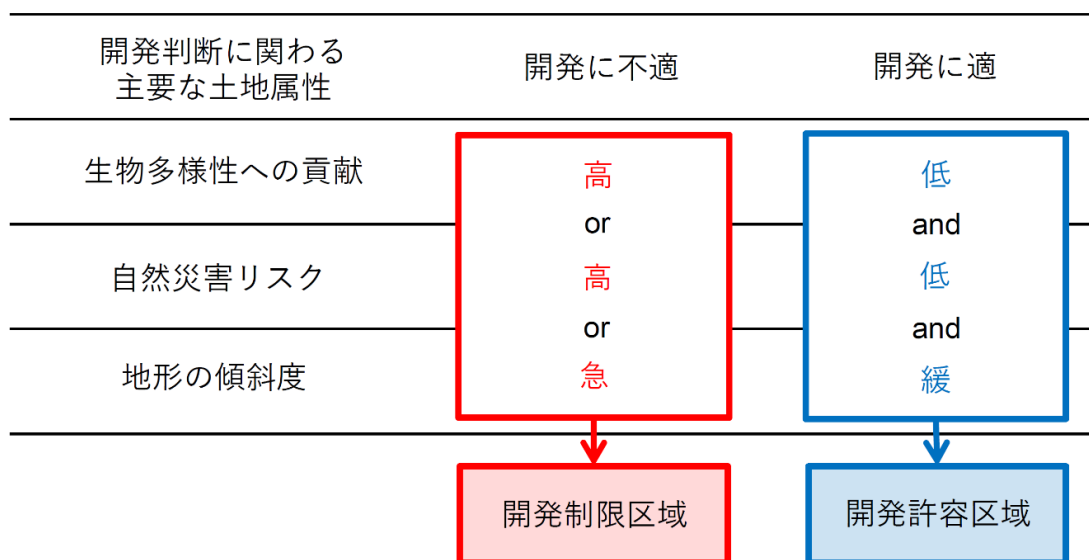 開発判断に関わる
主要な土地属性
開発に不適
開発に適
生物多様性への貢献
高
低
or
and
自然災害リスク
高
低
or
and
地形の傾斜度
急
緩
開発制限区域
開発許容区域